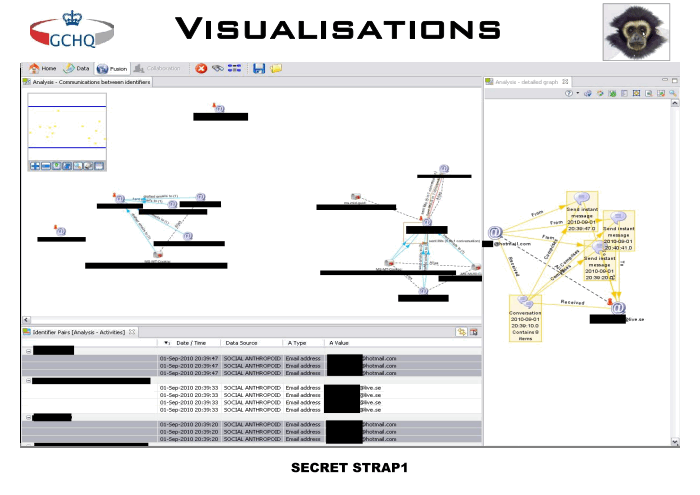 VISUALISATIONS
GCHQ
Home Data Fusion Collaboration
Analysis - Communications between identifiers
Analysis - detailed graph
Send instant
message
2010-09-01
20:39:47.0
Send instant
message
2010-09-01
20:40:41.0
Send instant
message
2010-09-01
20:39:20.0
From
From
From
@hotmail.com
Received
Comprises
Comprises
To
Conversation
2010-09-01
20:39:10.0
Contains 8
items
Received
@live.se
Identifier Pairs [Analysis - Activities]
Date / Time Data Source A Type A Value
01-Sep-2010 20:39:47 SOCIAL ANTHROPOID Email address @hotmail.com
01-Sep-2010 20:39:47 SOCIAL ANTHROPOID Email address @hotmail.com
01-Sep-2010 20:39:47 SOCIAL ANTHROPOID Email address @hotmail.com
01-Sep-2010 20:39:33 SOCIAL ANTHROPOID Email address @live.se
01-Sep-2010 20:39:33 SOCIAL ANTHROPOID Email address @live.se
01-Sep-2010 20:39:33 SOCIAL ANTHROPOID Email address @live.se
01-Sep-2010 20:39:33 SOCIAL ANTHROPOID Email address @live.se
01-Sep-2010 20:39:20 SOCIAL ANTHROPOID Email address @hotmail.com
01-Sep-2010 20:39:20 SOCIAL ANTHROPOID Email address @hotmail.com
01-Sep-2010 20:39:20 SOCIAL ANTHROPOID Email address @hotmail.com
SECRET STRAP1